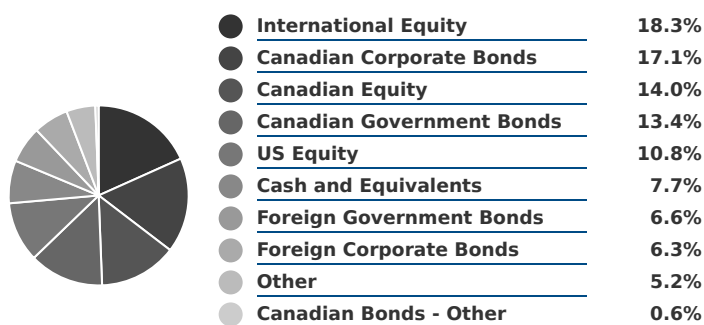 International Equity 18.3%
Canadian Corporate Bonds 17.1%
Canadian Equity 14.0%
Canadian Government Bonds 13.4%
US Equity 10.8%
Cash and Equivalents 7.7%
Foreign Government Bonds 6.6%
Foreign Corporate Bonds 6.3%
Other 5.2%
Canadian Bonds - Other 0.6%